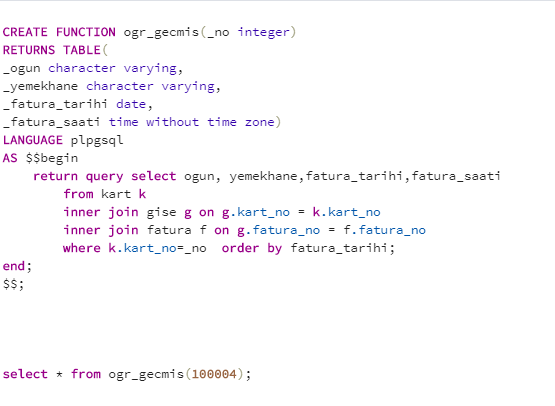 CREATE FUNCTION ogr_gecmis(_no integer)
RETURNS TABLE(
_ogun character varying,
_yemekhane character varying,
_fatura_tarihi date,
_fatura_saati time without time zone)
LANGUAGE plpgsql
AS $$begin
    return query select ogun, yemekhane,fatura_tarihi,fatura_saati
        from kart k
        inner join gise g on g.kart_no = k.kart_no
        inner join fatura f on g.fatura_no = f.fatura_no
        where k.kart_no=_no  order by fatura_tarihi;
end;
$$;
select * from ogr_gecmis(100004);